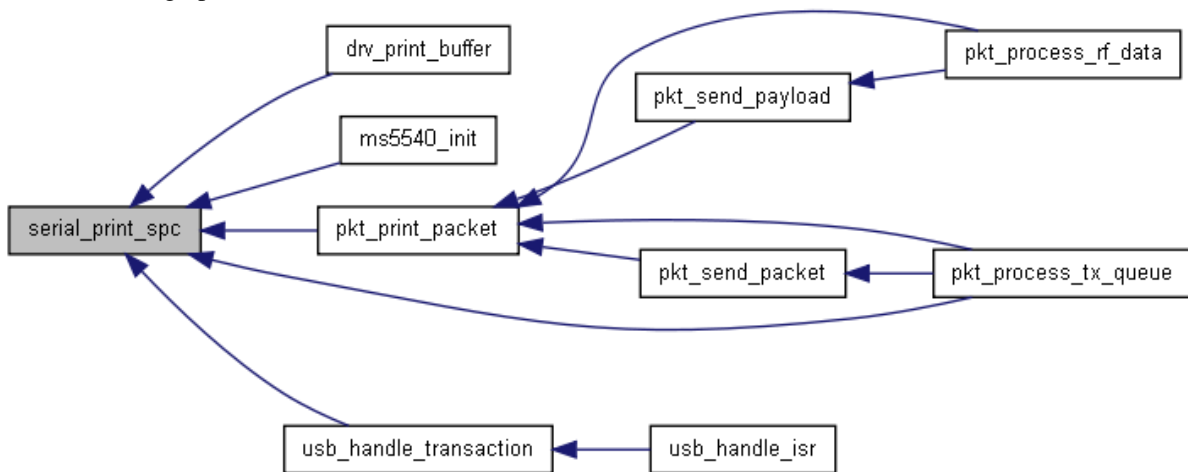 drv_print_buffer
pkt_process_rf_data
pkt_send_payload
ms5540_init
serial_print_spc
pkt_print_packet
pkt_send_packet
pkt_process_tx_queue
usb_handle_transaction
usb_handle_isr